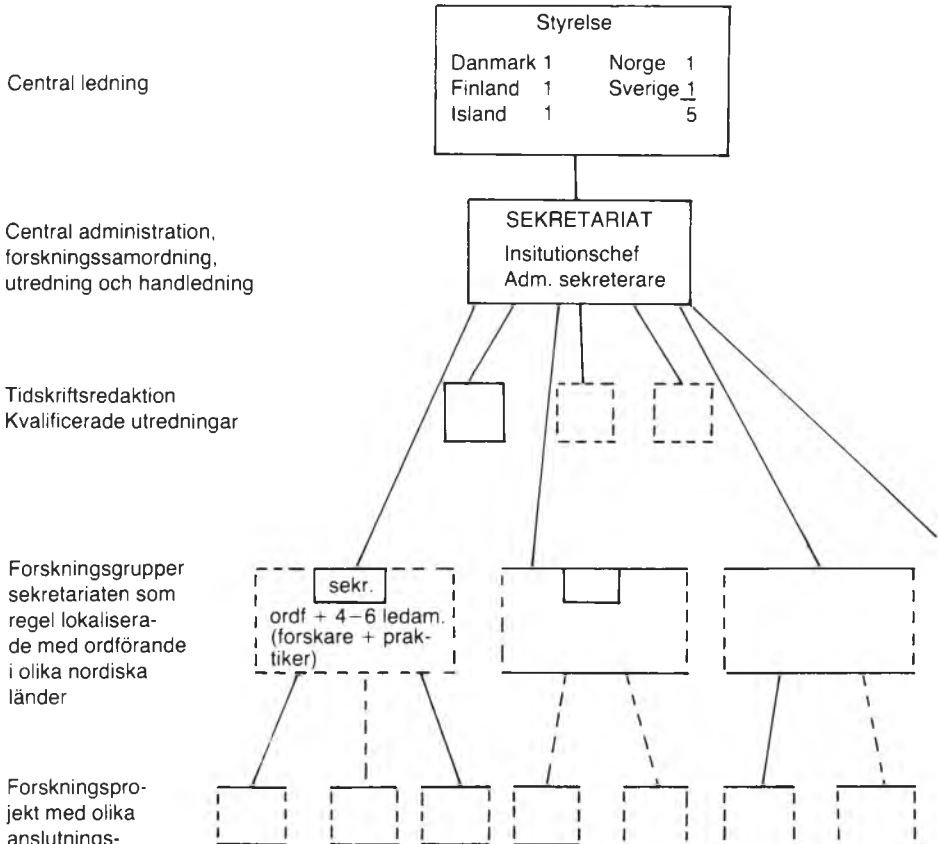 Styrelse
Danmark 1 Norge 1
Finland 1 Sverige 1
Island 1 5
Central ledning
SEKRETARIAT
Insitutionschef
Adm. sekreterare
Central administration,
forskningssamordning,
utredning och handledning
Tidskriftsredaktion
Kvalificerade utredningar
Forskningsgrupper
sekretariaten som
regel lokalisera-
de med ordförande
i olika nordiska
länder
sekr.
ordf + 4–6 ledam.
(forskare + prak-
tiker)
Forskningspro-
jekt med olika
anslutnings-